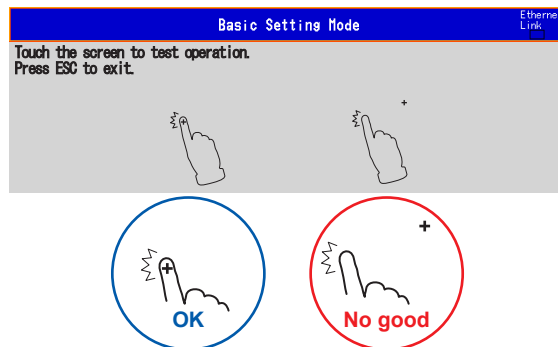 Basic Setting Mode
Etherne
Link
Touch the screen to test operation.
Press ESC to exit.
OK
No good